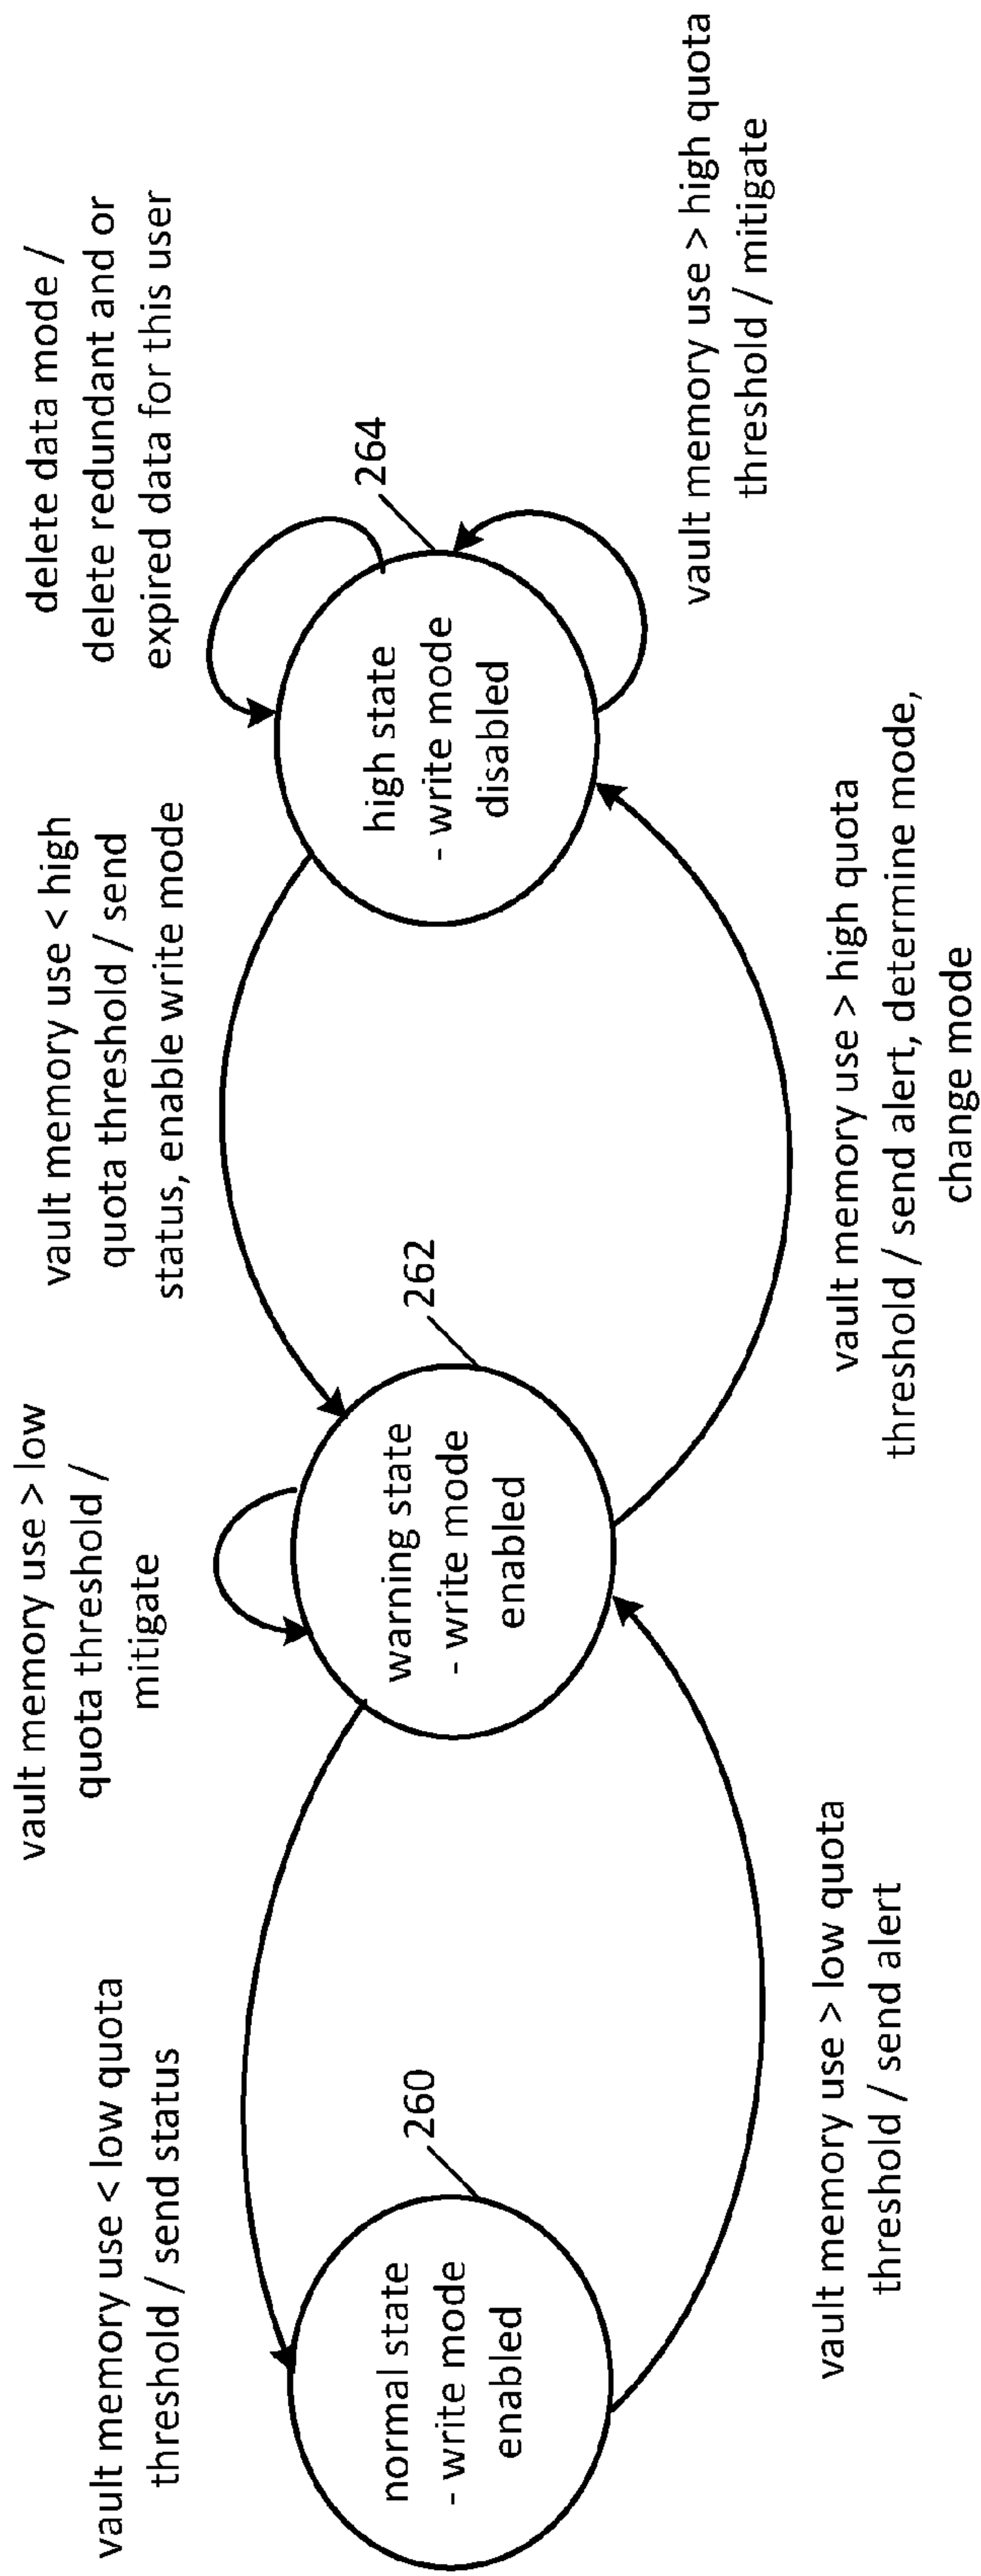 vault memory use < low quota
threshold / send status
vault memory use > low
quota threshold /
mitigate
vault memory use < high
quota threshold / send
status, enable write mode
delete data mode /
delete redundant and or
expired data for this user
260
normal state
- write mode
enabled
262
warning state
- write mode
enabled
264
high state
- write mode
disabled
vault memory use > low quota
threshold / send alert
vault memory use > high quota
threshold / send alert, determine mode,
change mode
vault memory use > high quota
threshold / mitigate